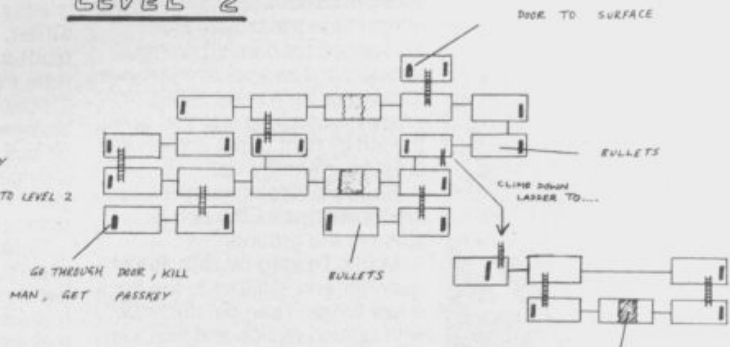 LEVEL 2
DOOR TO SURFACE
Y
TO LEVEL 2
BULLETS
CLIMB DOWN
LADDER TO....
GO THROUGH DOOR, KILL
MAN, GET PASSKEY
BULLETS